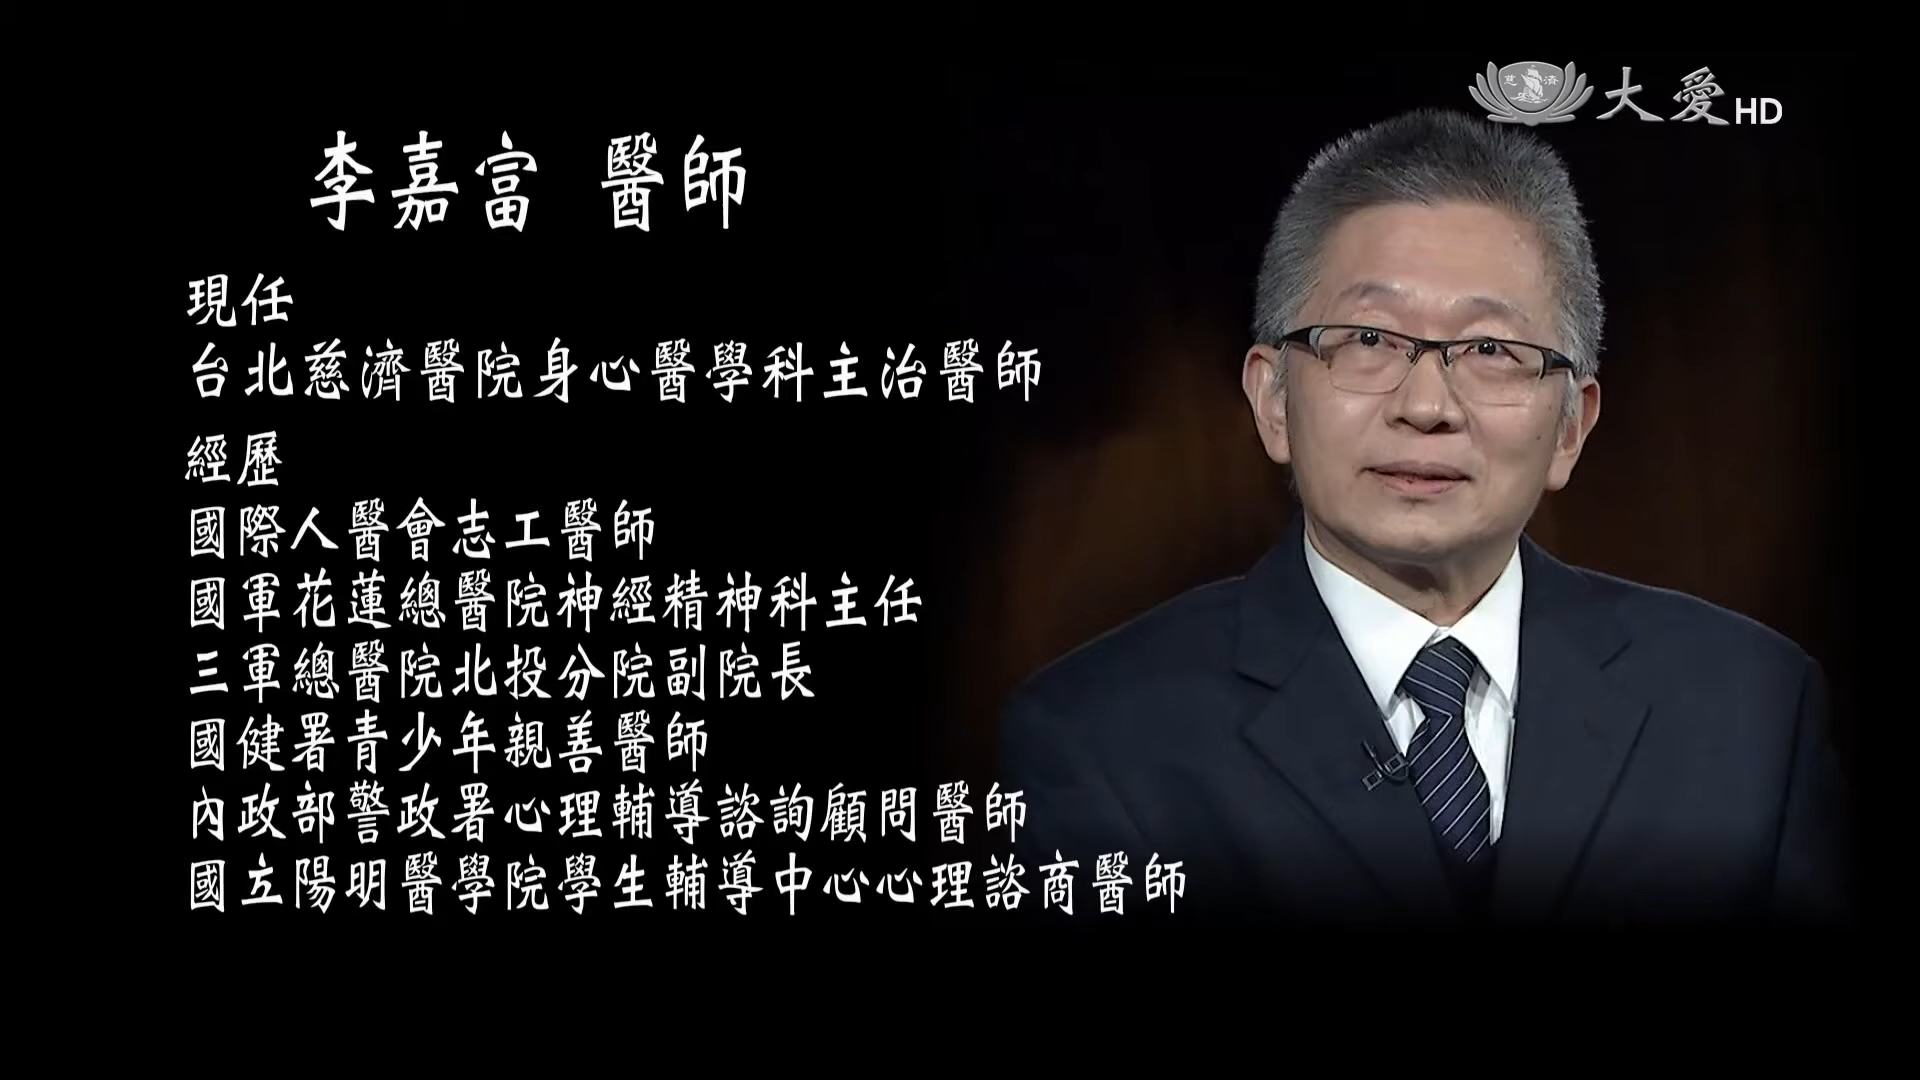 大愛HD
慈濟
李嘉富 醫師
現任
台北慈濟醫院身心醫學科主治醫師
經歷
國際人醫會志工醫師
國軍花蓮總醫院神經精神科主任
三軍總醫院北投分院副院長
國健署青少年親善醫師
內政部警政署心理輔導諮詢顧問醫師
國立陽明醫學院學生輔導中心心理諮商醫師